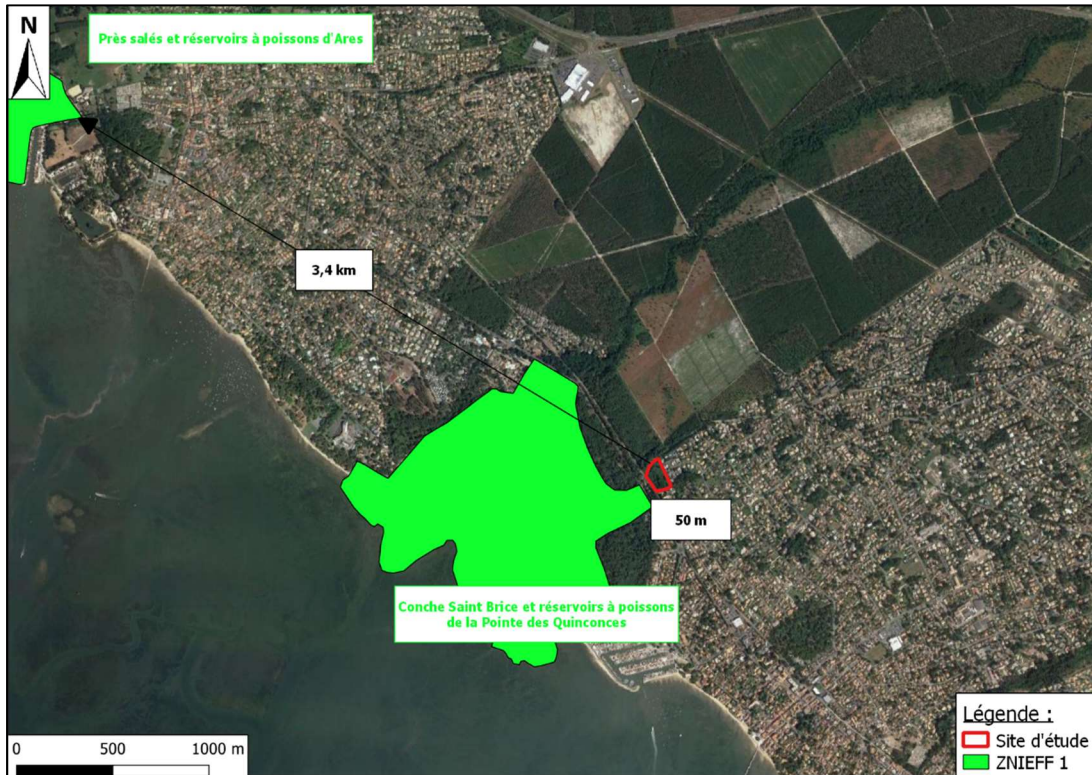 N
Près salés et réservoirs à poissons d'Ares
3,4 km
50 m
Conche Saint Brice et réservoirs à poissons
de la Pointe des Quinconces
0 500 1000 m
Légende :
Site d'étude
ZNIEFF 1